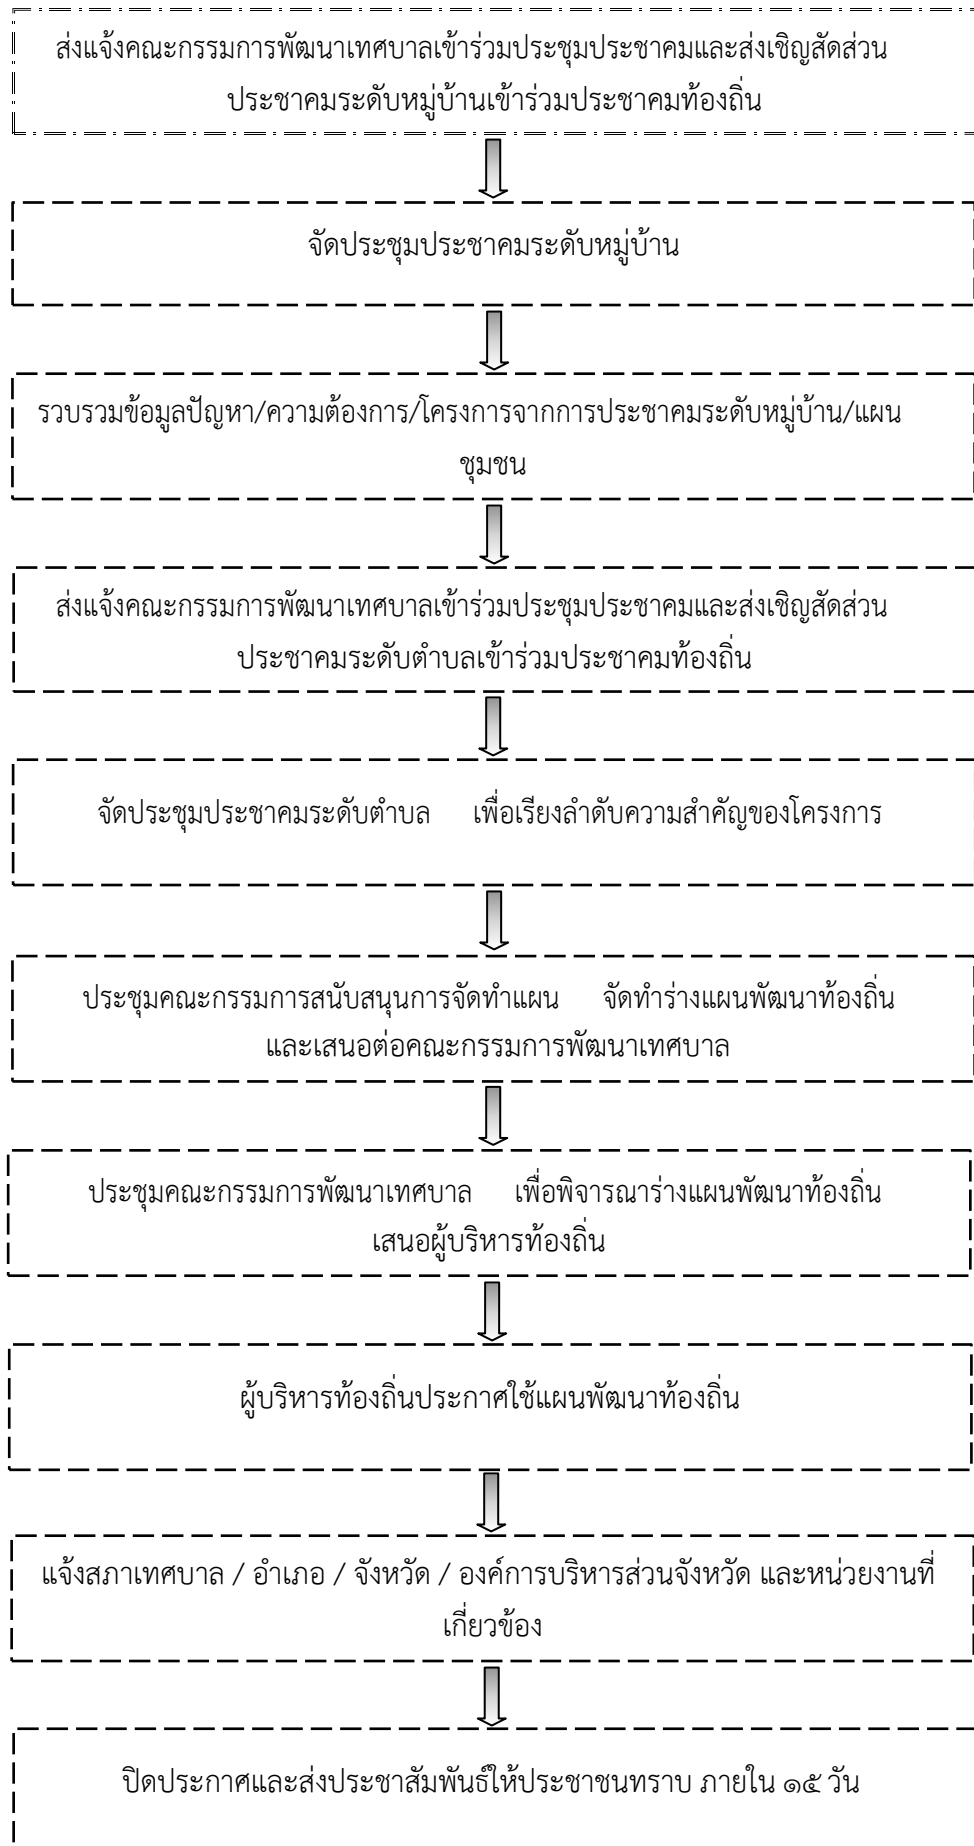 ส่งแจ้งคณะกรรมการพัฒนาเทศบาลเข้าร่วมประชุมประชาคมและส่งเชิญสัดส่วน
ประชาคมระดับหมู่บ้านเข้าร่วมประชาคมท้องถิ่น
จัดประชุมประชาคมระดับหมู่บ้าน
รวบรวมข้อมูลปัญหา/ความต้องการ/โครงการจากการประชาคมระดับหมู่บ้าน/แผน
ชุมชน
ส่งแจ้งคณะกรรมการพัฒนาเทศบาลเข้าร่วมประชุมประชาคมและส่งเชิญสัดส่วน
ประชาคมระดับตำบลเข้าร่วมประชาคมท้องถิ่น
จัดประชุมประชาคมระดับตำบล เพื่อเรียงลำดับความสำคัญของโครงการ
ประชุมคณะกรรมการสนับสนุนการจัดทำแผน จัดทำร่างแผนพัฒนาท้องถิ่น
และเสนอต่อคณะกรรมการพัฒนาเทศบาล
ประชุมคณะกรรมการพัฒนาเทศบาล เพื่อพิจารณาร่างแผนพัฒนาท้องถิ่น
เสนอผู้บริหารท้องถิ่น
ผู้บริหารท้องถิ่นประกาศใช้แผนพัฒนาท้องถิ่น
แจ้งสภาเทศบาล / อำเภอ / จังหวัด / องค์การบริหารส่วนจังหวัด และหน่วยงานที่
เกี่ยวข้อง
ปิดประกาศและส่งประชาสัมพันธ์ให้ประชาชนทราบ ภายใน ๑๕ วัน